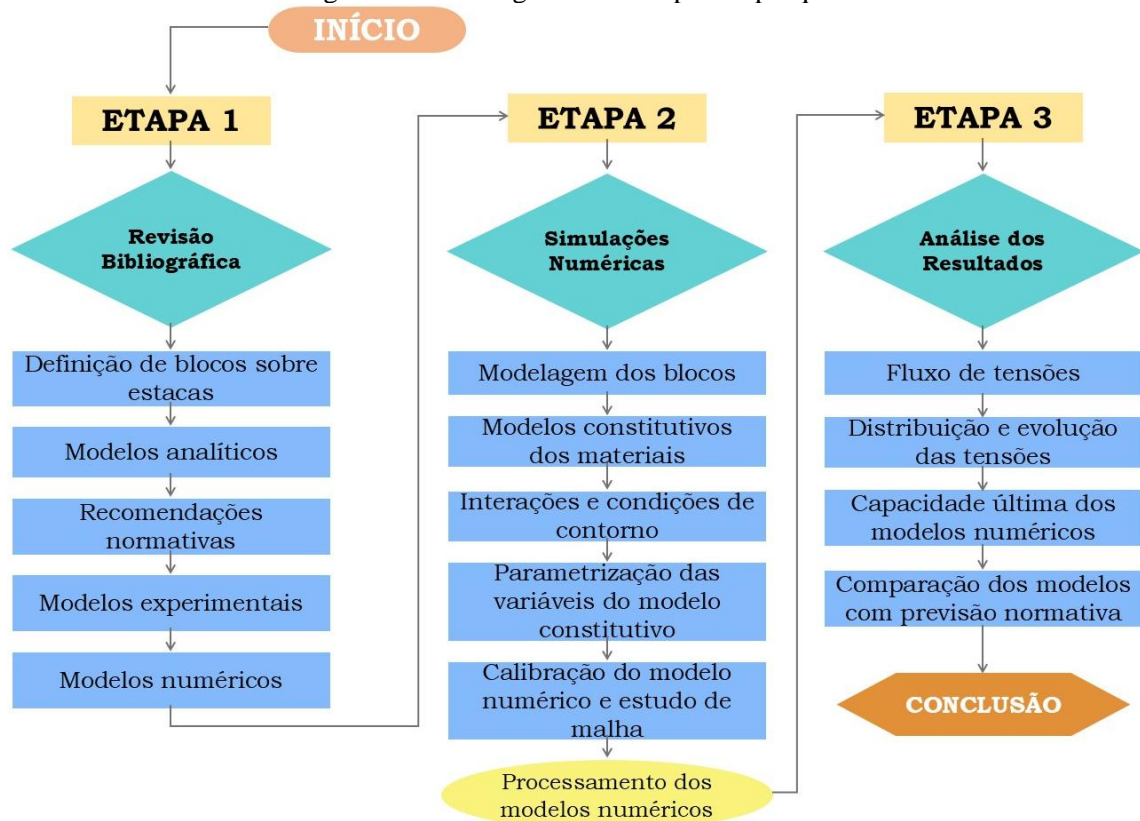 INÍCIO
ETAPA 1
Revisão
Bibliográfica
Definição de blocos sobre
estacas
Modelos analíticos
Recomendações
normativas
Modelos experimentais
Modelos numéricos
ETAPA 2
Simulações
Numéricas
Modelagem dos blocos
Modelos constitutivos
dos materiais
Interações e condições de
contorno
Parametrização das
variáveis do modelo
constitutivo
Calibração do modelo
numérico e estudo de
malha
Processamento dos
modelos numéricos
ETAPA 3
Análise dos
Resultados
Fluxo de tensões
Distribuição e evolução
das tensões
Capacidade última dos
modelos numéricos
Comparação dos modelos
com previsão normativa
CONCLUSÃO